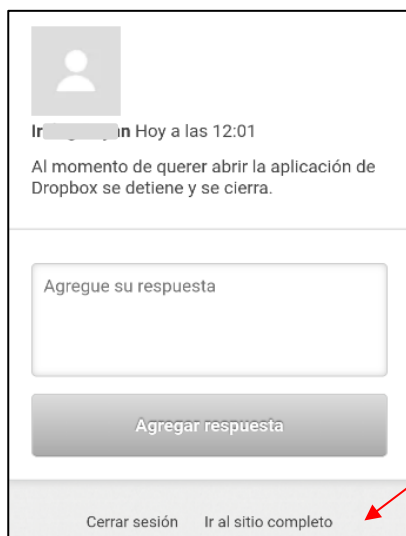 Ir n Hoy a las 12:01
Al momento de querer abrir la aplicación de
Dropbox se detiene y se cierra.
Agregue su respuesta
Agregar respuesta
Cerrar sesión Ir al sitio completo